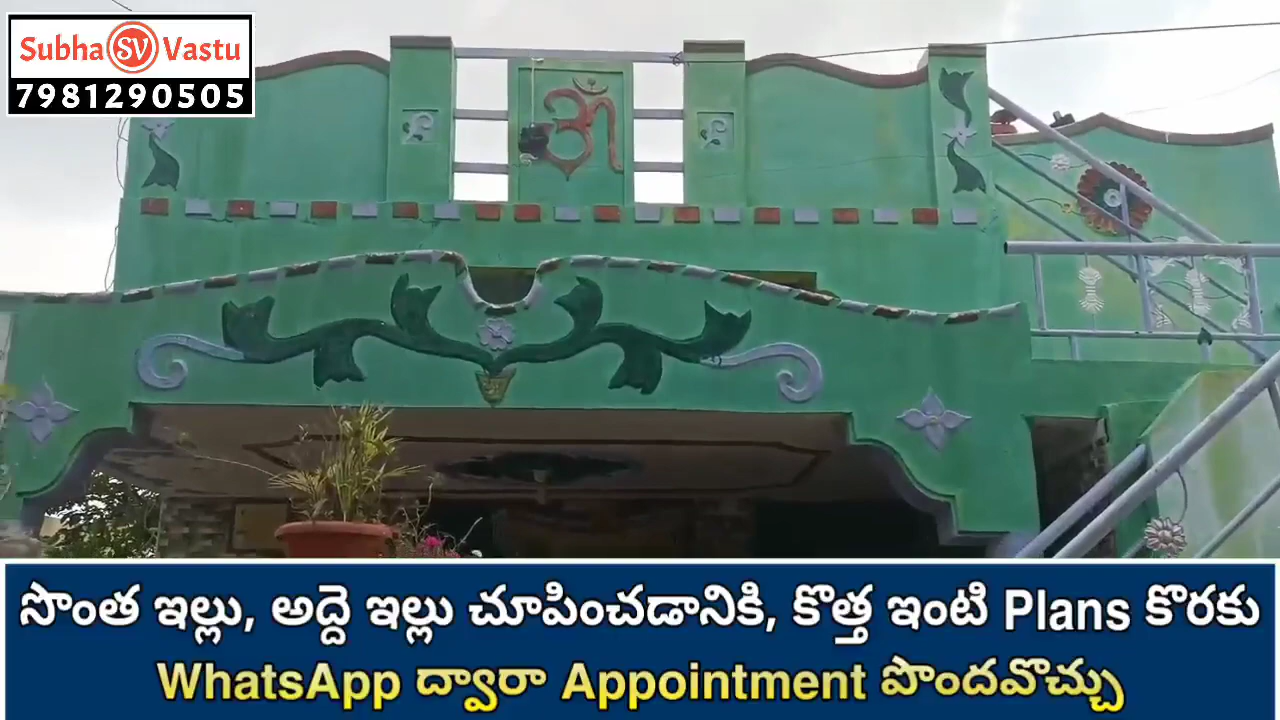 Subha SV Vastu
7981290505
ॐ
సొంత ఇల్లు, అద్దె ఇల్లు చూపించడానికి, కొత్త ఇంటి Plans కొరకు
WhatsApp ద్వారా Appointment పొందవొచ్చు